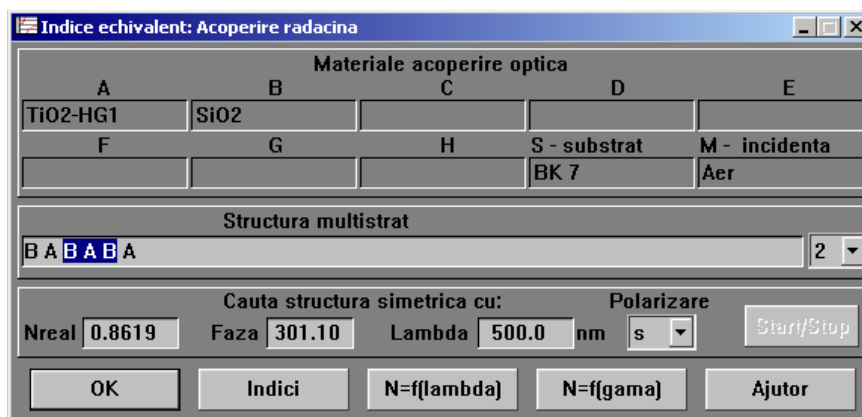 Indice echivalent: Acoperire radacina
Materiale acoperire optica
A B C D E
TiO2-HG1 SiO2
F G H S - substrat M - incidenta
BK 7 Aer
Structura multistrat
B A B A B A 2
Cauta structura simetrica cu: Polarizare
Nreal 0.8619 Faza 301.10 Lambda 500.0 nm s Start/Stop
OK Indici N=f(lambda) N=f(gama) Ajutor